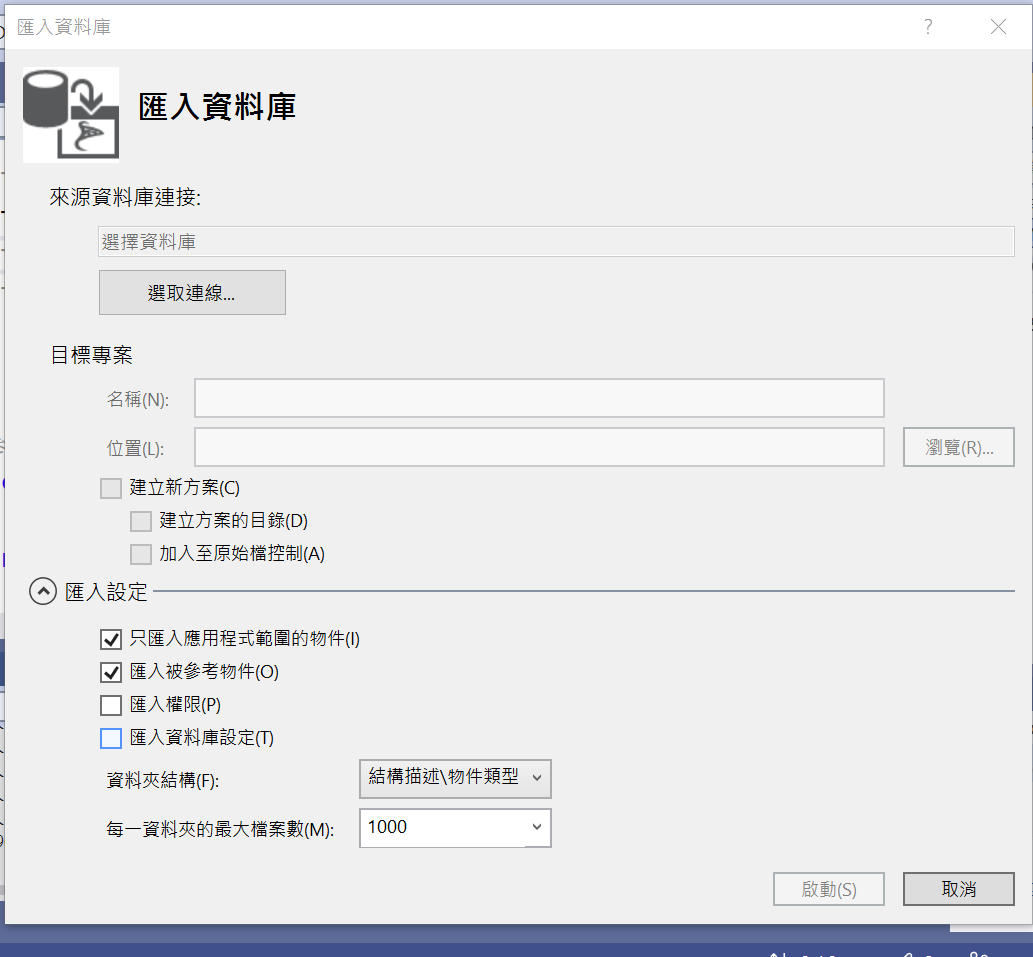 匯入資料庫
?
匯入資料庫
來源資料庫連接:
選擇資料庫
選取連線...
目標專案
名稱(N):
位置(L):
瀏覽(R)...
建立新方案(C)
建立方案的目錄(D)
加入至原始檔控制(A)
匯入設定
只匯入應用程式範圍的物件(I)
匯入被參考物件(O)
匯入權限(P)
匯入資料庫設定(T)
資料夾結構(F):
結構描述\物件類型
每一資料夾的最大檔案數(M):
1000
啟動(S)
取消